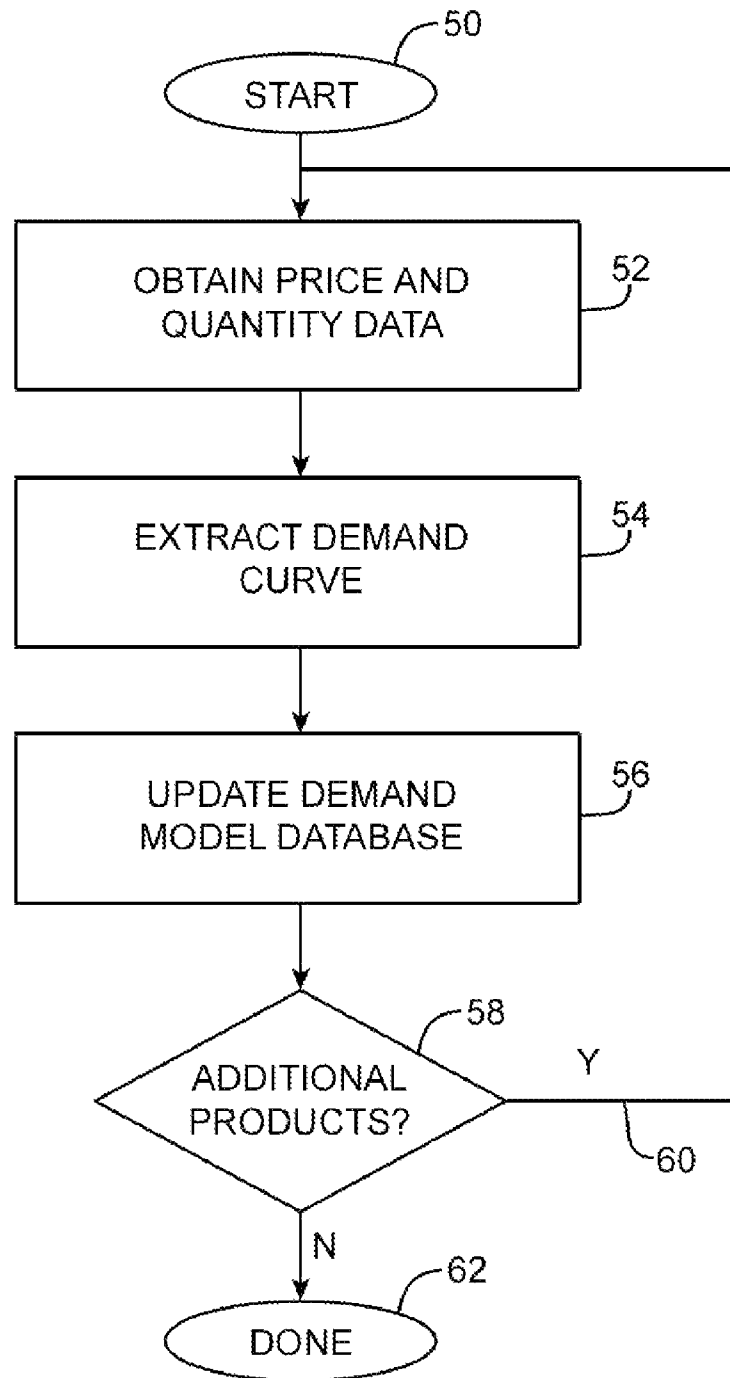 50
START
OBTAIN PRICE AND
QUANTITY DATA
52
EXTRACT DEMAND
CURVE
54
UPDATE DEMAND
MODEL DATABASE
56
58
ADDITIONAL
PRODUCTS?
Y
60
N
62
DONE